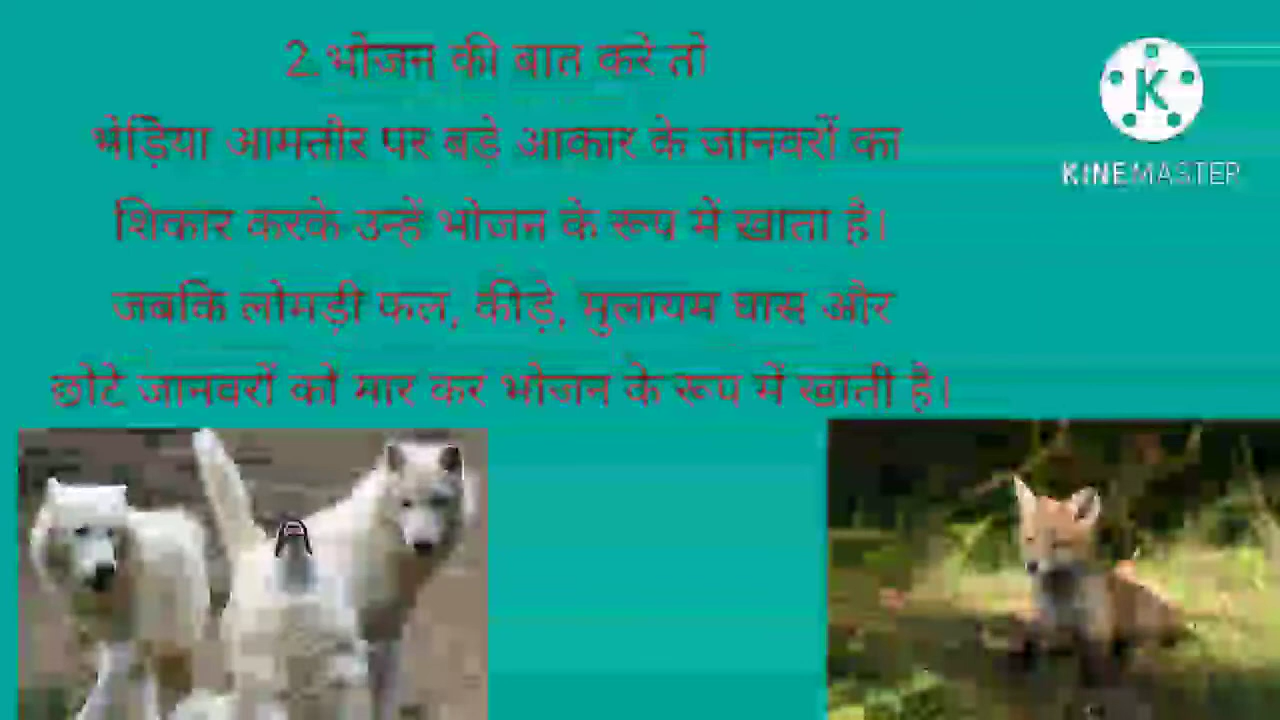 2.भोजन की बात करे तो
भेड़िया आमतौर पर बड़े आकार के जानवरों का
शिकार करके उन्हें भोजन के रूप में खाता है।
जबकि लोमड़ी फल, कीड़े, मुलायम घास और
छोटे जानवरों को मार कर भोजन के रूप में खाती है।
K
KINEMASTER